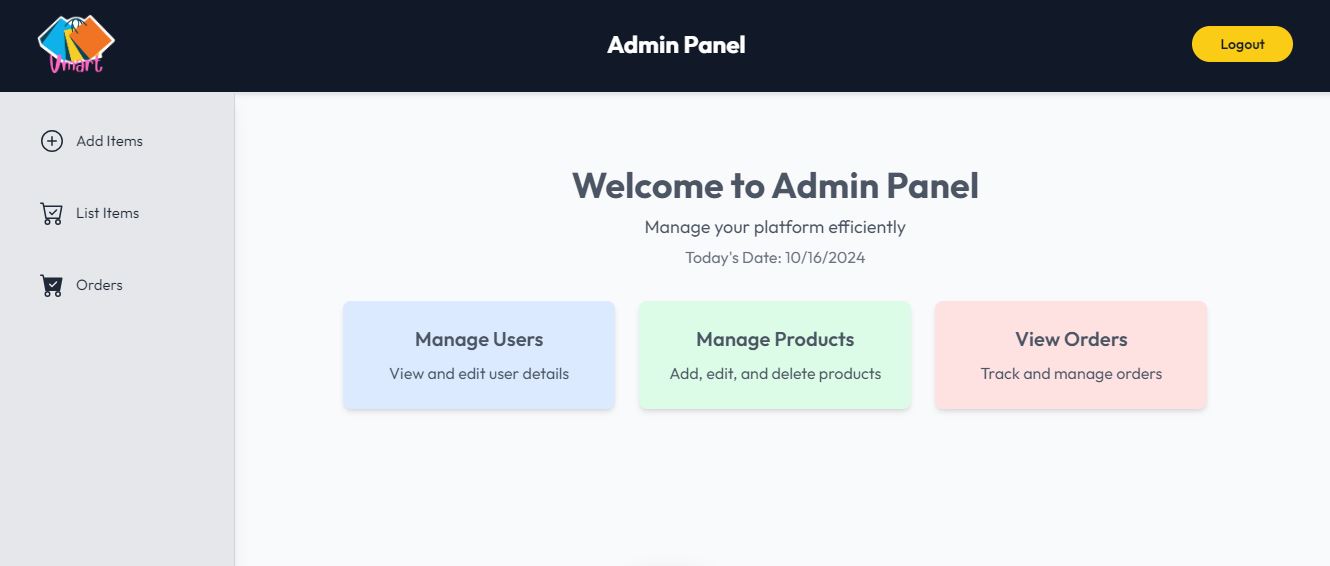 Vmart
Admin Panel
Logout
Add Items
List Items
Orders
Welcome to Admin Panel
Manage your platform efficiently
Today's Date: 10/16/2024
Manage Users
View and edit user details
Manage Products
Add, edit, and delete products
View Orders
Track and manage orders